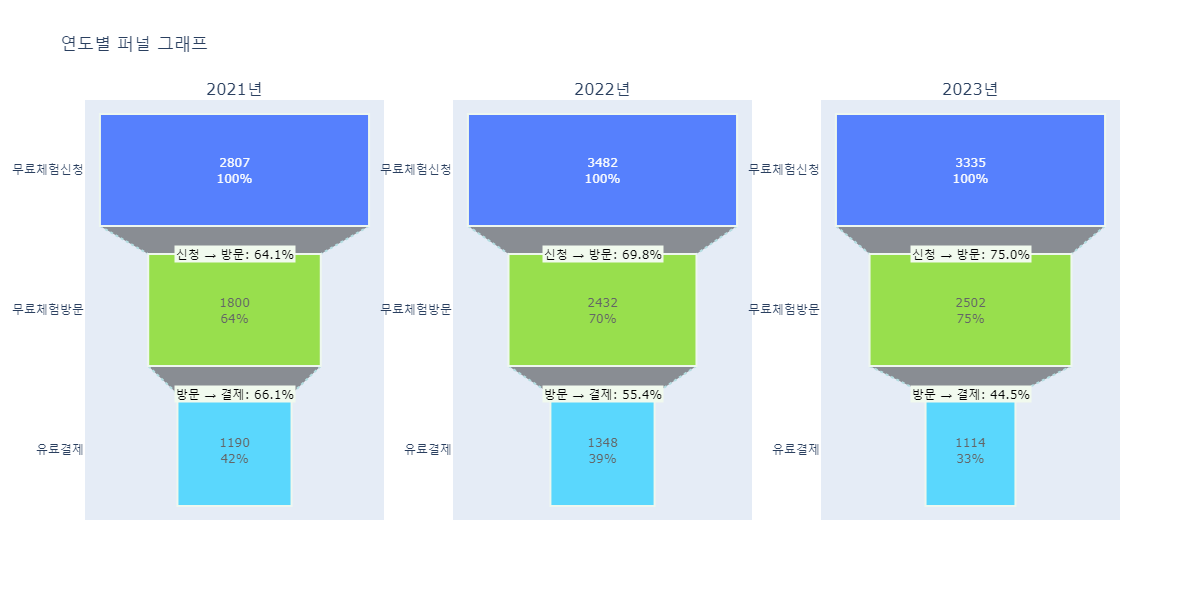 연도별 퍼널 그래프
2021년
무료체험신청
2807
100%
신청 → 방문: 64.1%
무료체험방문
1800
64%
방문 → 결제: 66.1%
유료결제
1190
42%
2022년
무료체험신청
3482
100%
신청 → 방문: 69.8%
무료체험방문
2432
70%
방문 → 결제: 55.4%
유료결제
1348
39%
2023년
무료체험신청
3335
100%
신청 → 방문: 75.0%
무료체험방문
2502
75%
방문 → 결제: 44.5%
유료결제
1114
33%